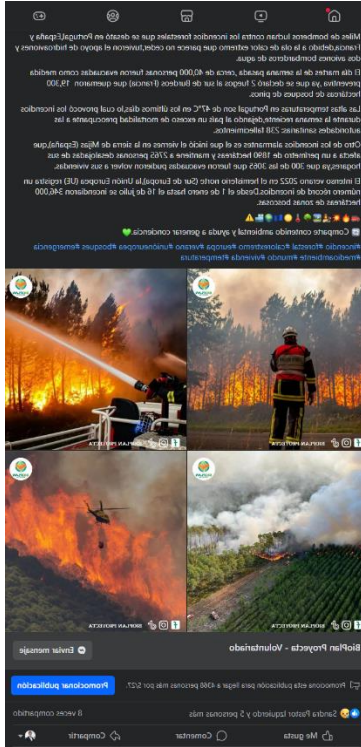 Miles de bomberos luchan contra los incendios forestales que se desató en Portugal,España y
Francia,debido a la ola de calor extremo que parece no ceder,tuvieron el apoyo de hidroaviones y
dos aviones bombarderos de agua.
El día martes de la semana pasada, cerca de 40,000 personas fueron evacuadas como medida
preventiva, ya que se detectó 2 fuegos al sur de Burdeos (Francia) que quemaron 19,300
hectáreas de bosques de pinos.
Las altas temperaturas en Portugal son de 47°C en los últimos días,lo cual provocó los incendios
durante la semana reciente,dejando al país un exceso de mortalidad preocupante a las
autoridades sanitarias: 238 fallecimientos.
Otro de los incendios alarmantes es el que inició el viernes en la sierra de Mijas (España),que
afecta a un perímetro de 1890 hectáreas y mantiene a 2765 personas desalojadas de sus
hogares,ya que 300 de las 3065 que fueron evacuadas pudieron volver a sus viviendas.
El intenso verano 2022 en el hemisferio norte (Sur de Europa),la Unión Europea (UE) registra un
número récord de incendios.Desde el 1 de enero hasta el 16 de julio se incendiaron 346,000
hectáreas de zonas boscosas.
Comparte contenido ambiental y ayuda a generar conciencia.
#incendio #forestal #calorextremo #europa #verano #unióneuropea #bosques #emergencia
#medioambiente #mundo #vivienda #temperatura
BIOPLAN PROYECTA
BIOPLAN PROYECTA
BIOPLAN PROYECTA
BIOPLAN PROYECTA
BioPlan Proyecta - Voluntariado
Enviar mensaje
Promociona esta publicación para llegar a 4366 personas más por S/27.
Promocionar publicación
Sandra Pastor Izquierdo y 5 personas más
8 veces compartido
Me gusta
Comentar
Compartir